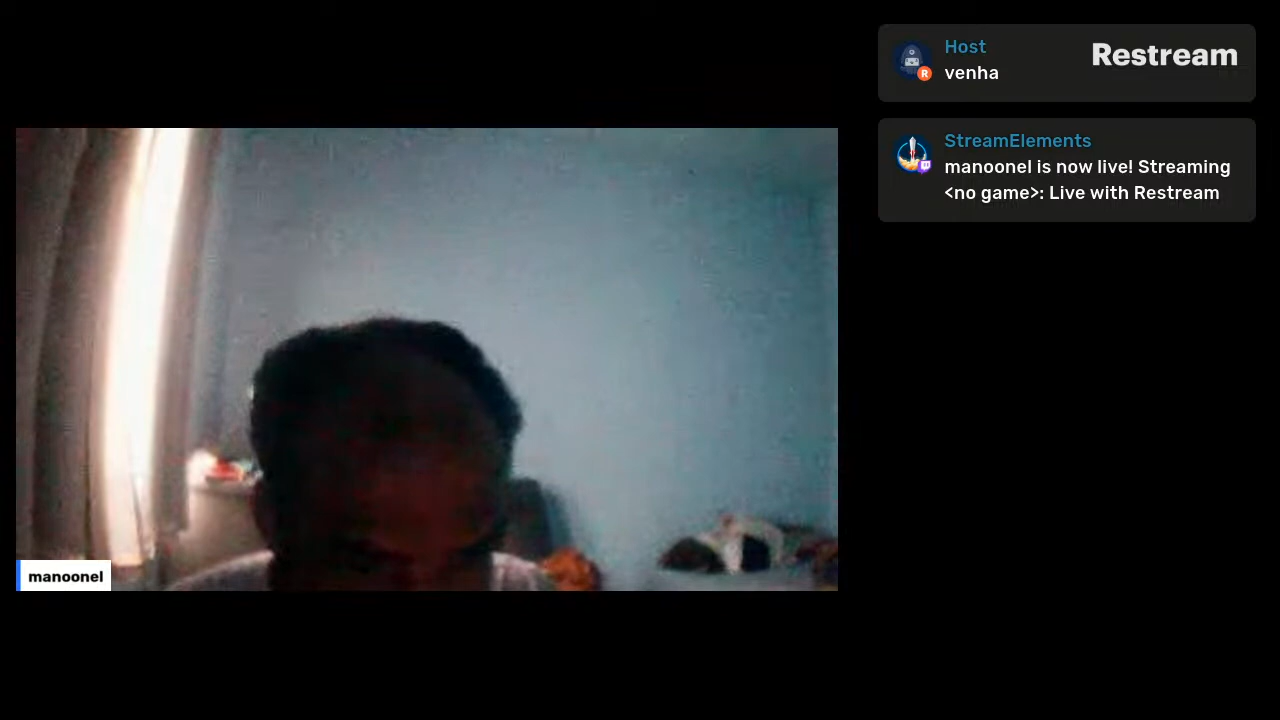 Host
Restream
venha
StreamElements
manoonel is now live! Streaming
<no game>: Live with Restream
manoonel